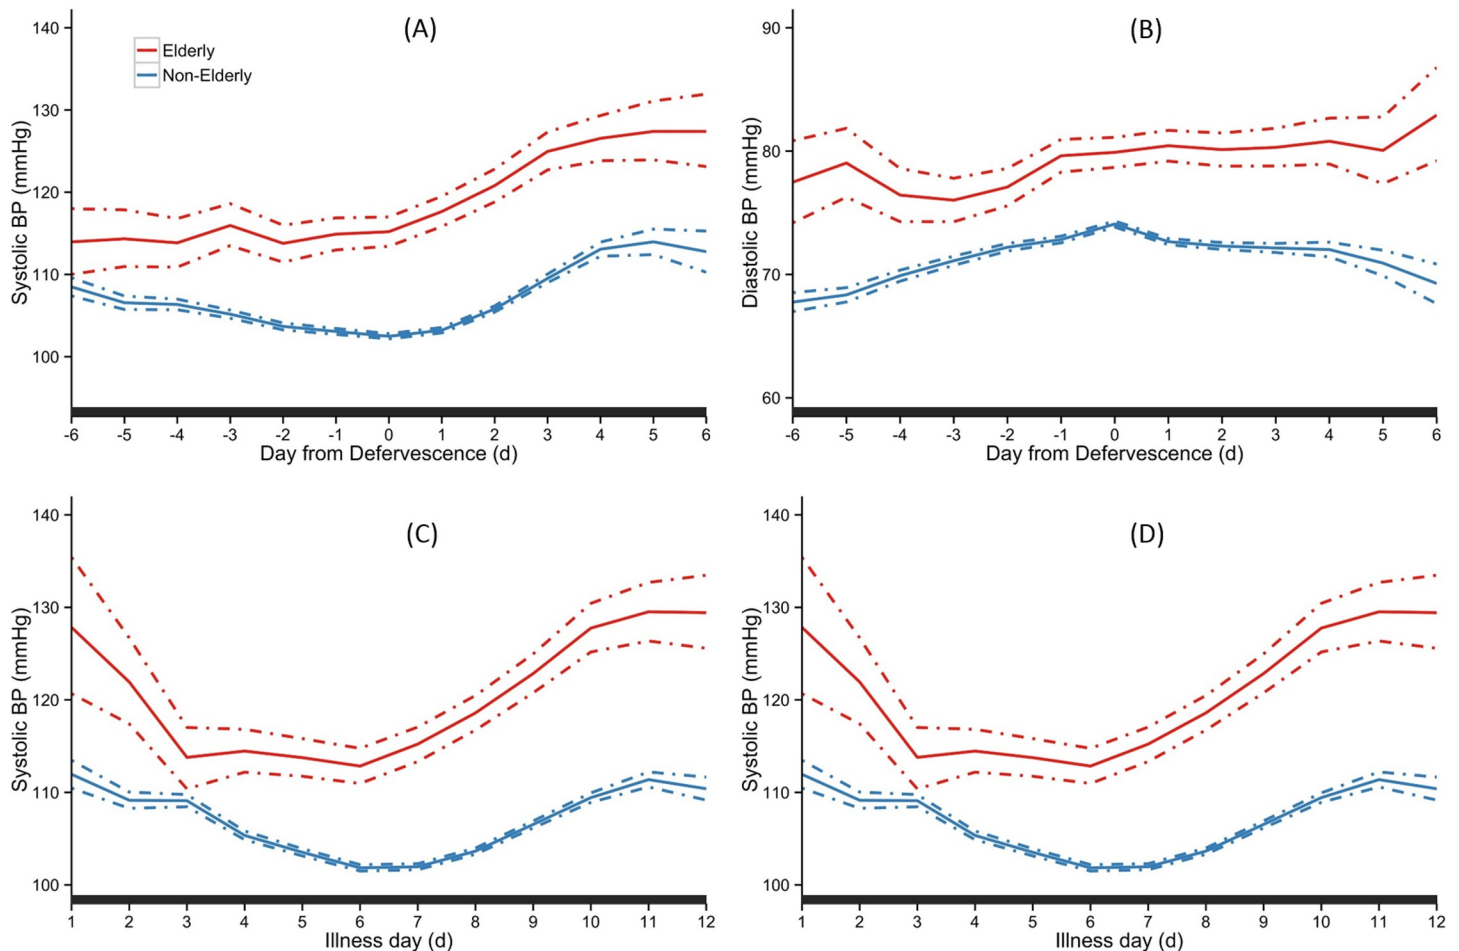 (A)
Elderly
Non-Elderly
Systolic BP (mmHg)
140
130
120
110
100
-6 -5 -4 -3 -2 -1 0 1 2 3 4 5 6
Day from Defervescence (d)
(B)
Diastolic BP (mmHg)
90
80
70
60
-6 -5 -4 -3 -2 -1 0 1 2 3 4 5 6
Day from Defervescence (d)
(C)
Systolic BP (mmHg)
140
130
120
110
100
1 2 3 4 5 6 7 8 9 10 11 12
Illness day (d)
(D)
Systolic BP (mmHg)
140
130
120
110
100
1 2 3 4 5 6 7 8 9 10 11 12
Illness day (d)